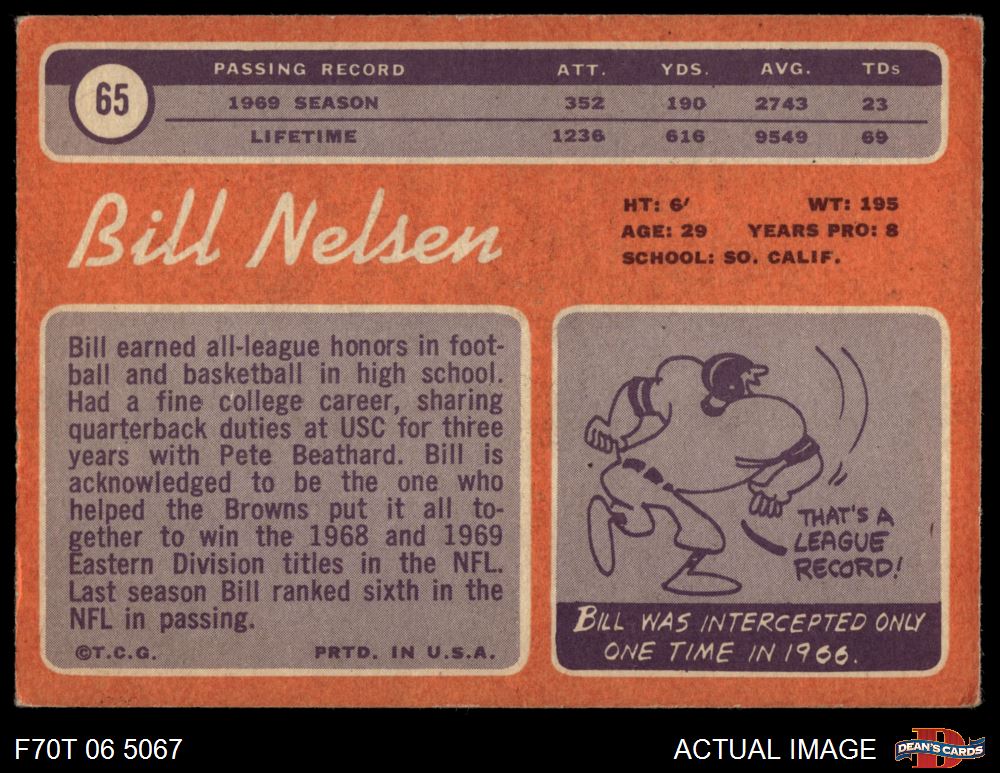 65
PASSING RECORD ATT. YDS. AVG. TDs
1969 SEASON 352 190 2743 23
LIFETIME 1236 616 9549 69
Bill Nelsen
HT: 6' WT: 195
AGE: 29 YEARS PRO: 8
SCHOOL: SO. CALIF.
Bill earned all-league honors in foot-
ball and basketball in high school.
Had a fine college career, sharing
quarterback duties at USC for three
years with Pete Beathard. Bill is
acknowledged to be the one who
helped the Browns put it all to-
gether to win the 1968 and 1969
Eastern Division titles in the NFL.
Last season Bill ranked sixth in the
NFL in passing.
©T.C.G. PRTD. IN U.S.A.
THAT'S A
LEAGUE
RECORD!
BILL WAS INTERCEPTED ONLY
ONE TIME IN 1966.
F70T 06 5067
ACTUAL IMAGE
D
DEAN'S CARDS